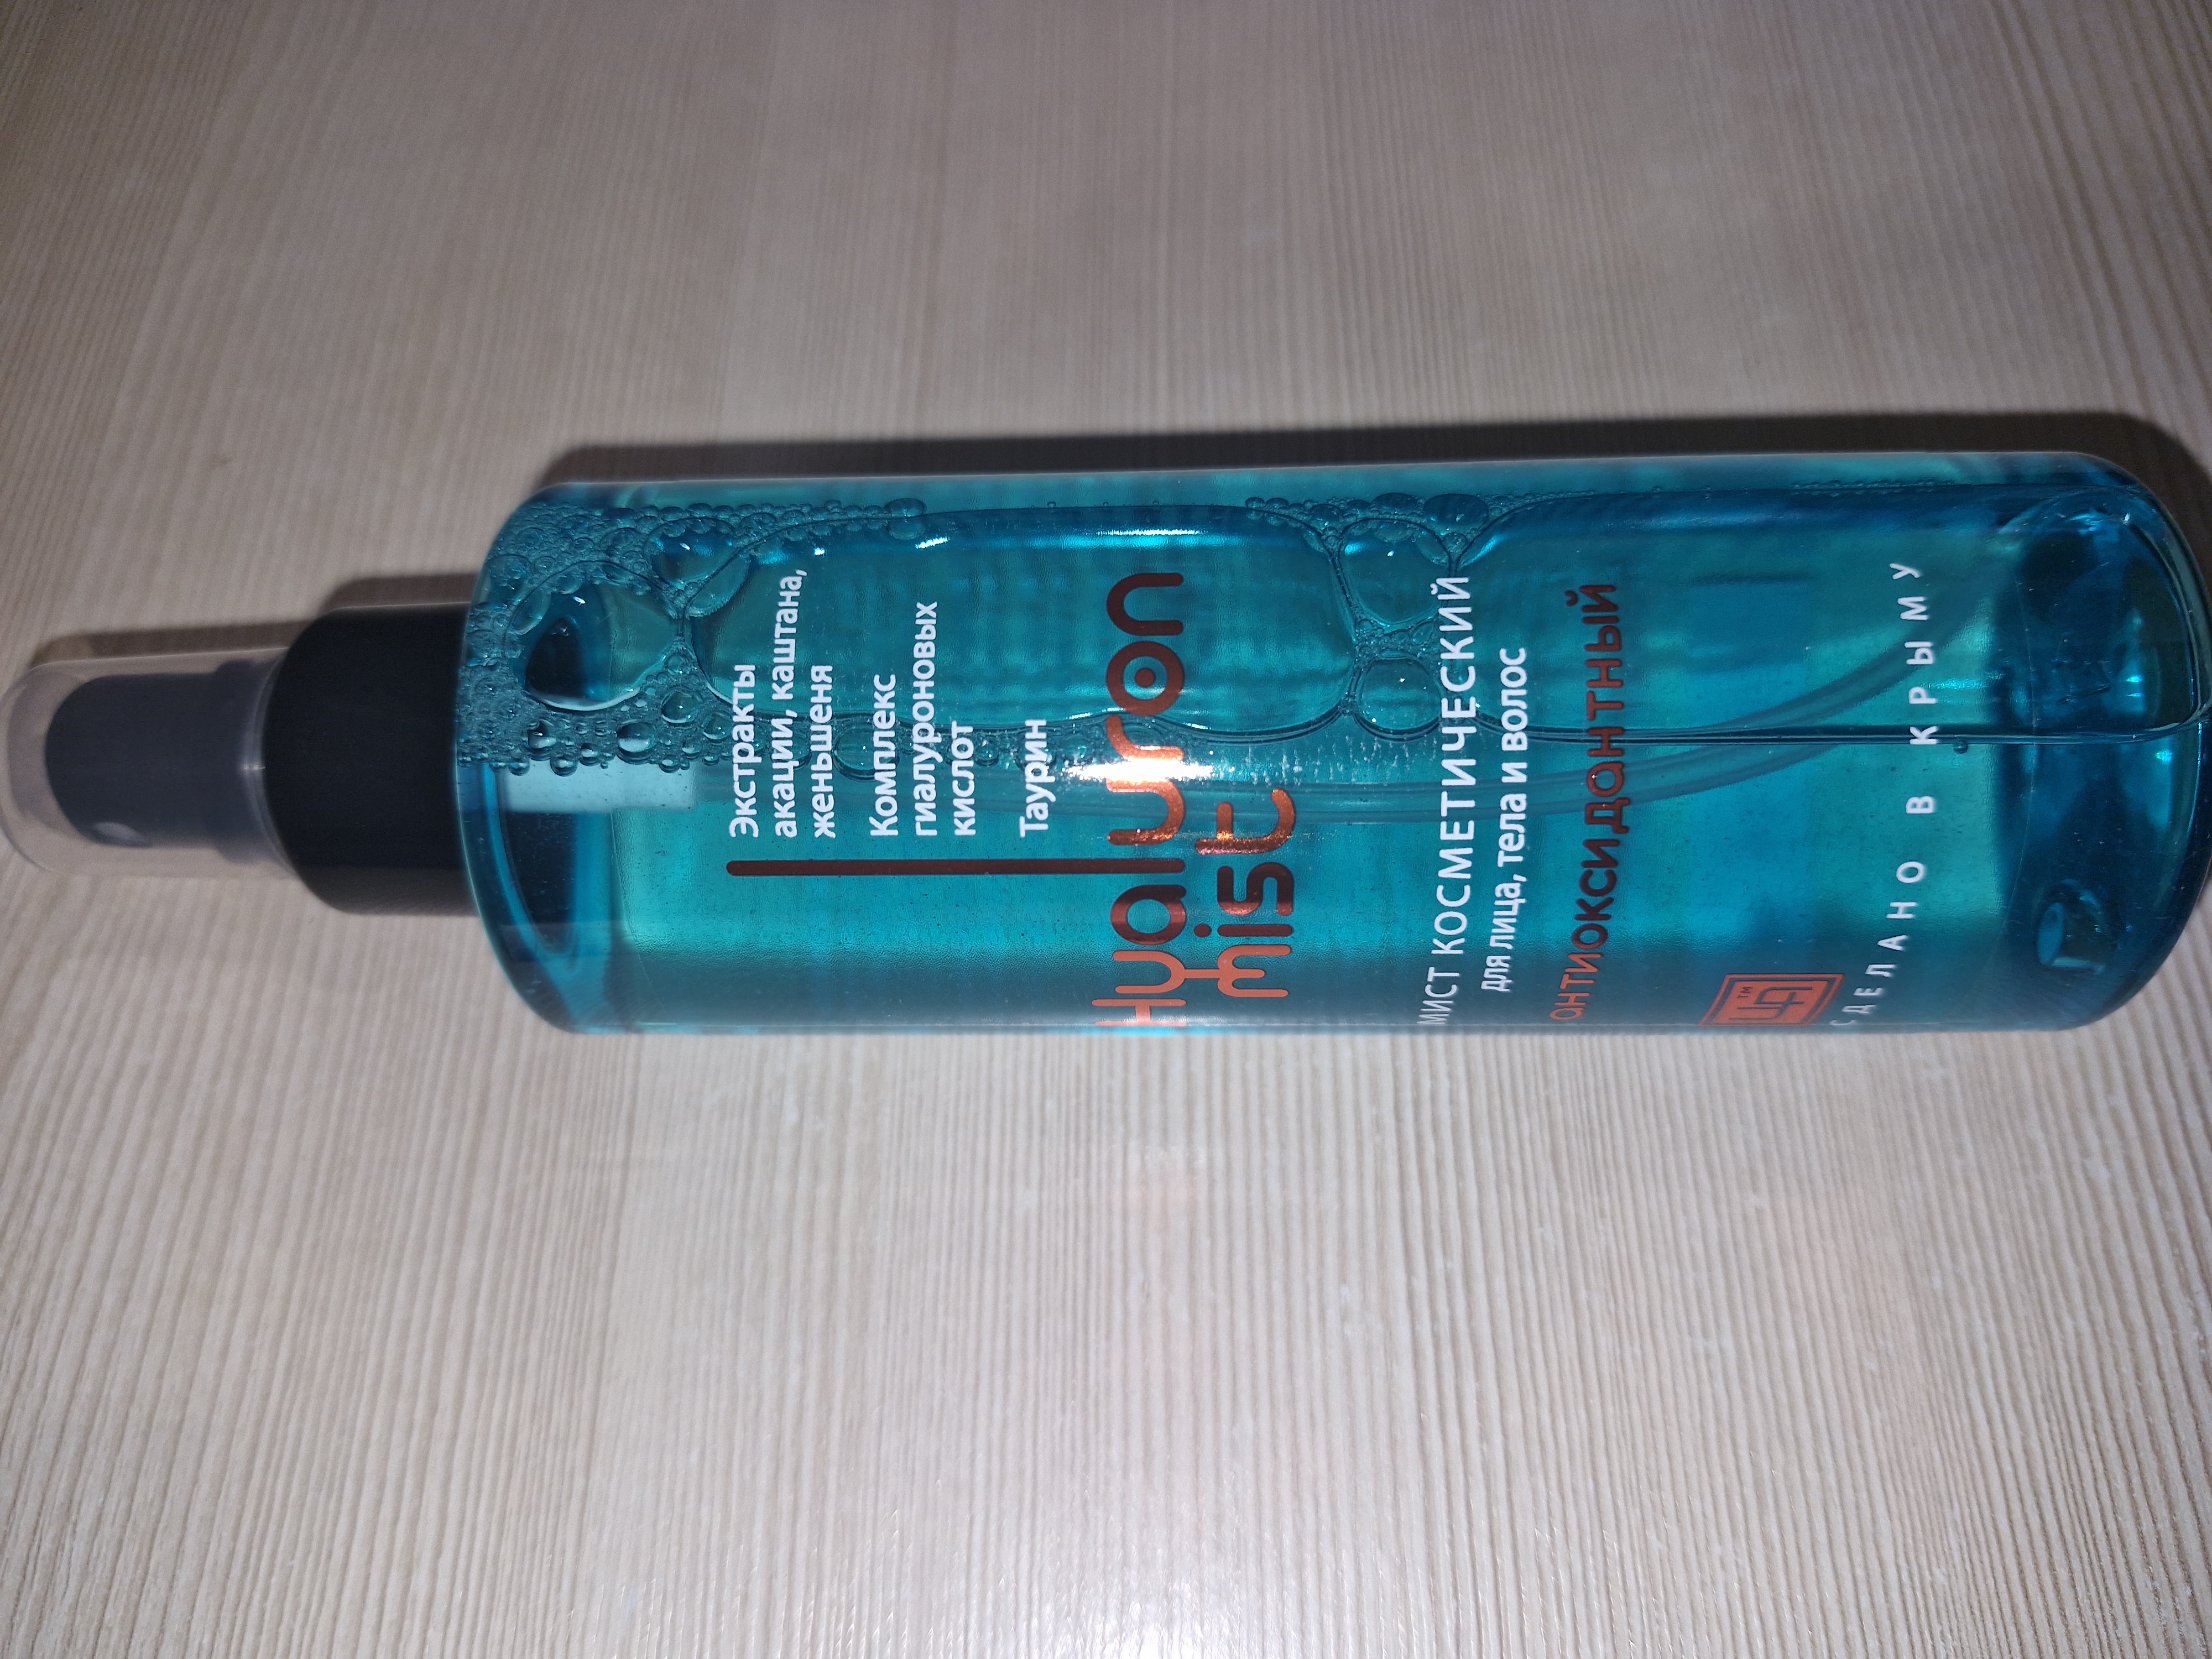 Экстракты
акации, каштана,
женьшеня
Комплекс
гиалуроновых
кислот
Таурин
Hyaluron
mist
МИСТ КОСМЕТИЧЕСКИЙ
для лица, тела и волос
антиоксидантный
TM
СДЕЛАНО В КРЫМУ